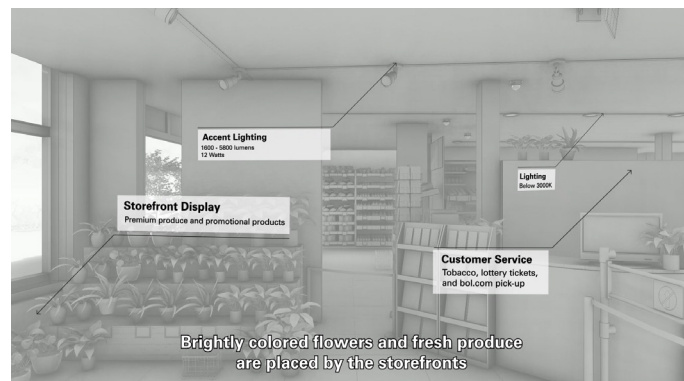 Accent Lighting
1600 - 5800 lumens
12 Watts
Lighting
Below 3000K
Storefront Display
Premium produce and promotional products
Customer Service
Tobacco, lottery tickets,
and bol.com pick-up
Brightly colored flowers and fresh produce
are placed by the storefronts